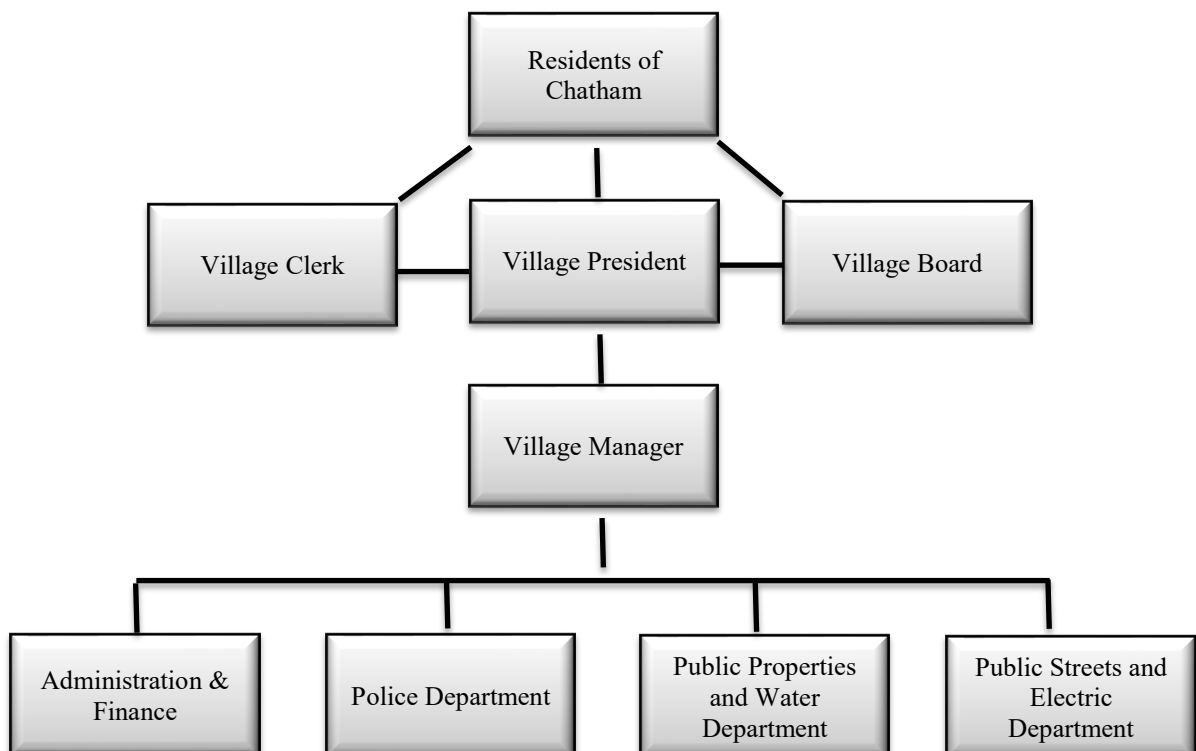 Residents of
Chatham
Village Clerk
Village President
Village Board
Village Manager
Administration &
Finance
Police Department
Public Properties
and Water
Department
Public Streets and
Electric
Department